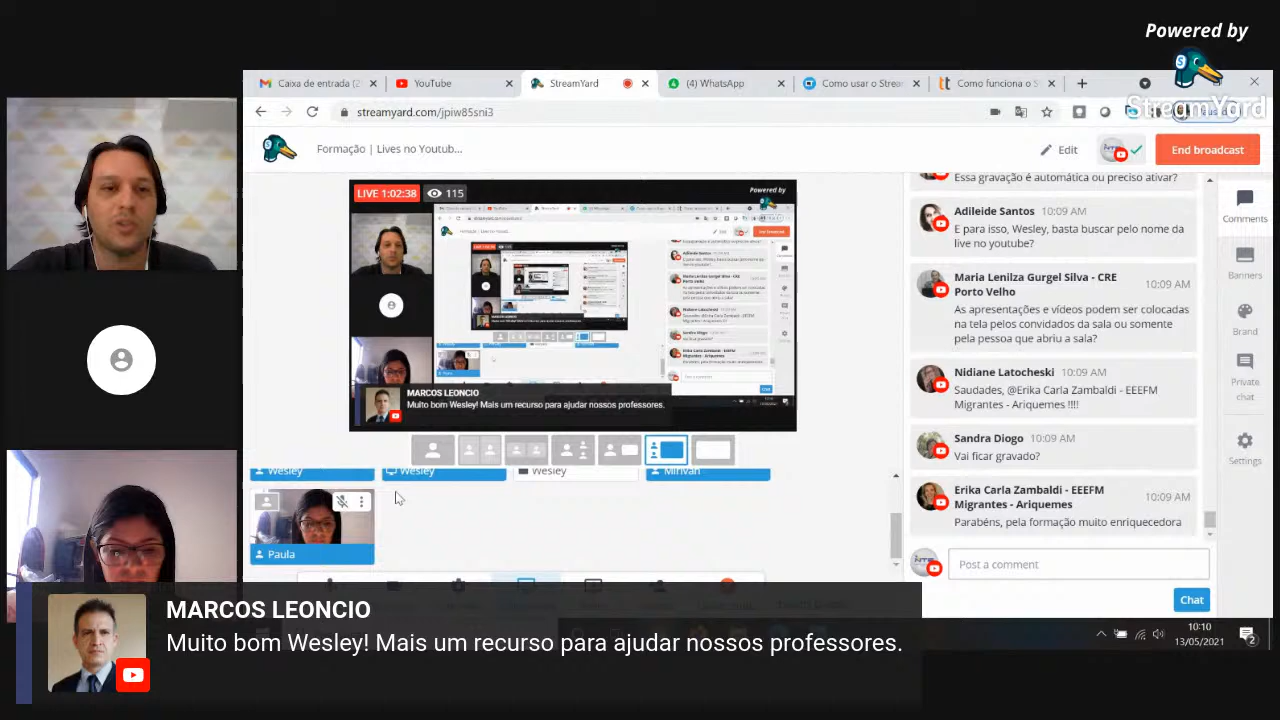 Powered by
StreamYard
Caixa de entrada (2
YouTube
StreamYard
(4) WhatsApp
Como usar o Strea
Como funciona o S
streamyard.com/jpiw85sni3
Formação | Lives no Youtub...
Edit
End broadcast
LIVE 1:02:38
115
Powered by
MARCOS LEONCIO
Muito bom Wesley! Mais um recurso para ajudar nossos professores.
Wesley
Wesley
Wesley
Mirivan
Paula
Essa gravação é automática ou preciso ativar?
Adileide Santos 10:09 AM
E para isso, Wesley, basta buscar pelo nome da live no youtube?
Maria Lenilza Gurgel Silva - CRE
Porto Velho 10:09 AM
as apresentações e vídeos podem ser colocadas
na tela pelos convidados da sala ou somente
pela pessoa que abriu a sala?
Nidiane Latocheski 10:09 AM
Saudades, @Erika Carla Zambaldi - EEEFM
Migrantes - Ariquemes !!!!
Sandra Diogo 10:09 AM
Vai ficar gravado?
Erika Carla Zambaldi - EEEFM
Migrantes - Ariquemes 10:09 AM
Parabéns, pela formação muito enriquecedora
Post a comment
Chat
Comments
Banners
Brand
Private
chat
Settings
10:10
13/05/2021
2
MARCOS LEONCIO
Muito bom Wesley! Mais um recurso para ajudar nossos professores.